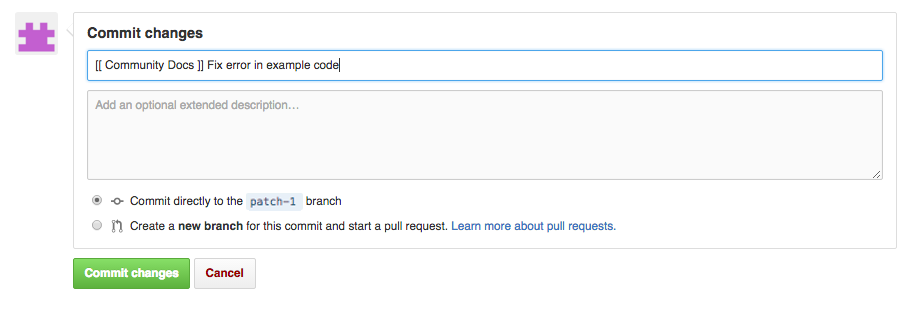 Commit changes
[[ Community Docs ]] Fix error in example code
Add an optional extended description…
Commit directly to the patch-1 branch
Create a new branch for this commit and start a pull request. Learn more about pull requests.
Commit changes Cancel